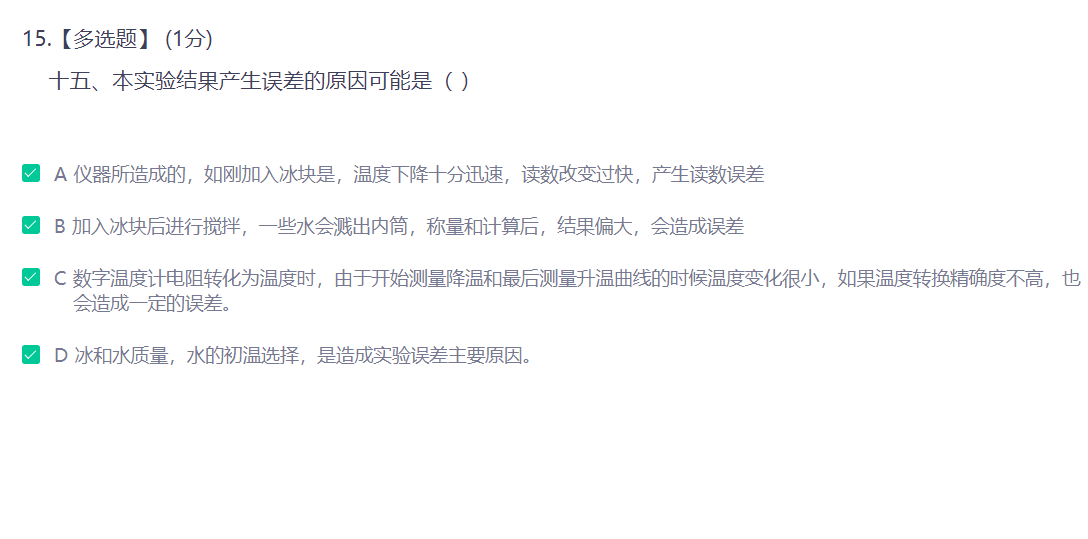 15.【多选题】 (1分)
十五、本实验结果产生误差的原因可能是（ ）
A 仪器所造成的，如刚加入冰块是，温度下降十分迅速，读数改变过快，产生读数误差
B 加入冰块后进行搅拌，一些水会溅出内筒，称量和计算后，结果偏大，会造成误差
C 数字温度计电阻转化为温度时，由于开始测量降温和最后测量升温曲线的时候温度变化很小，如果温度转换精确度不高，也
会造成一定的误差。
D 冰和水质量，水的初温选择，是造成实验误差主要原因。